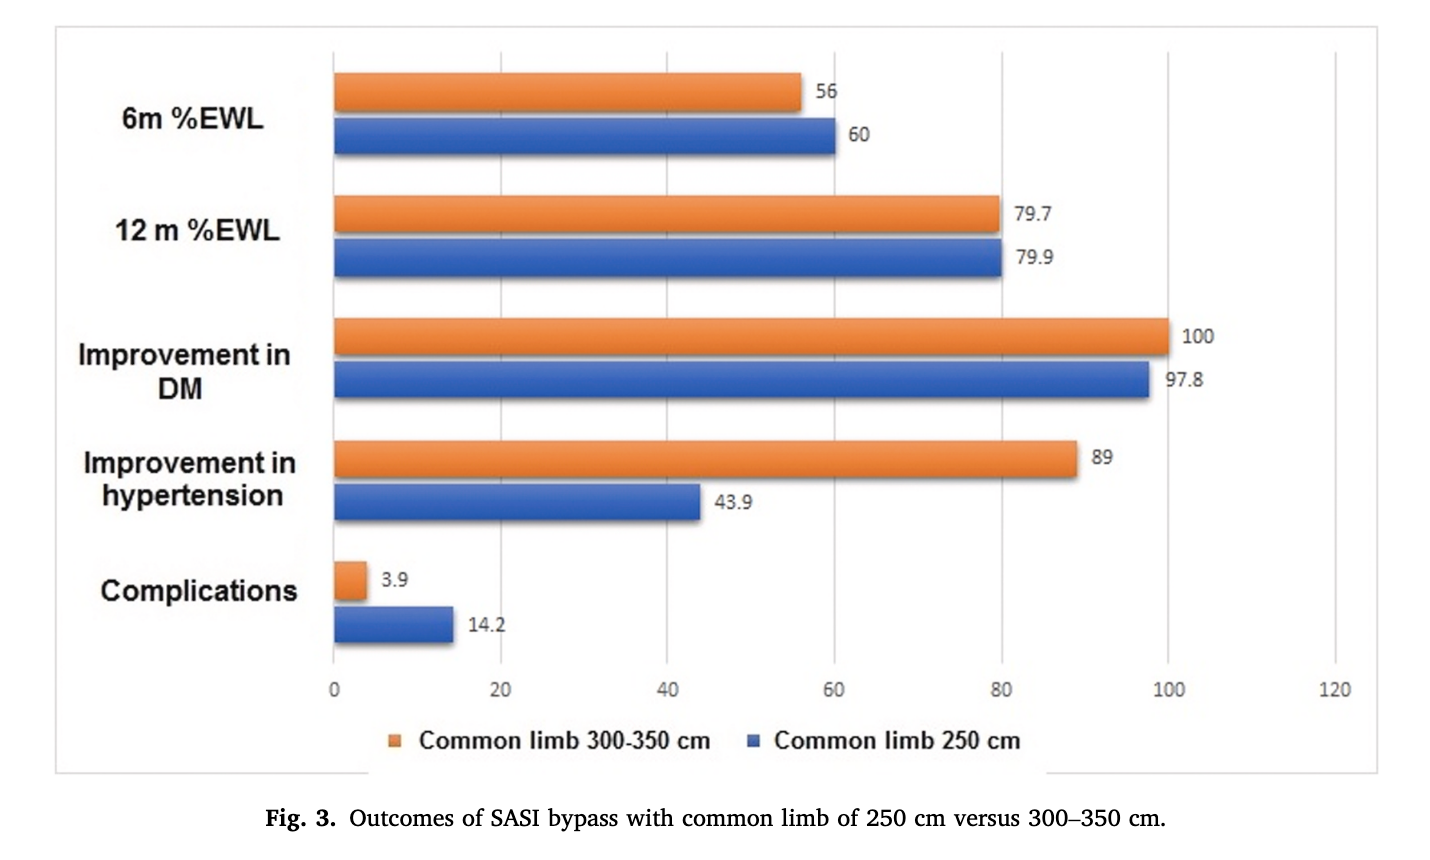 6m %EWL
56
60
12 m %EWL
79.7
79.9
Improvement in
DM
100
97.8
Improvement in
hypertension
89
43.9
Complications
3.9
14.2
0 20 40 60 80 100 120
Common limb 300-350 cm Common limb 250 cm
Fig. 3. Outcomes of SASI bypass with common limb of 250 cm versus 300–350 cm.